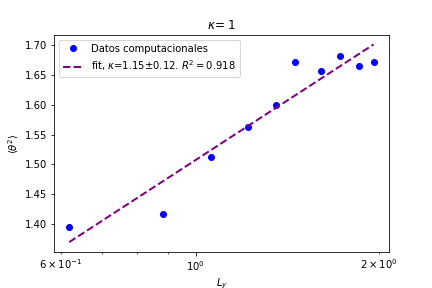 κ= 1
Datos computacionales
fit, κ=1.15±0.12. R² = 0.918
1.70
1.65
1.60
1.55
1.50
1.45
1.40
⟨θ²⟩
6 × 10⁻¹
10⁰
2 × 10⁰
L_y